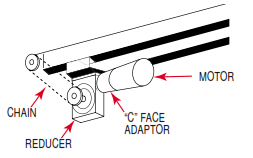 MOTOR
CHAIN
"C" FACE
ADAPTOR
REDUCER